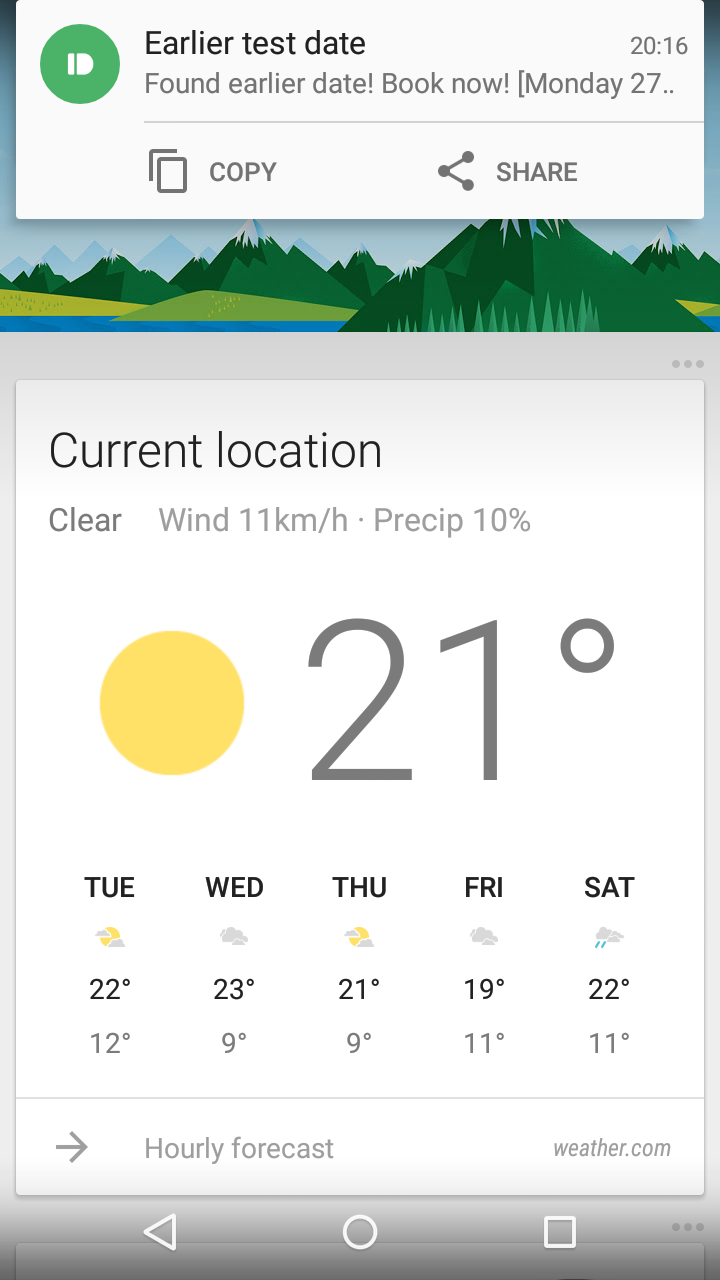 Earlier test date 20:16
Found earlier date! Book now! [Monday 27..
COPY SHARE
Current location
Clear Wind 11km/h · Precip 10%
21°
TUE WED THU FRI SAT
22° 23° 21° 19° 22°
12° 9° 9° 11° 11°
Hourly forecast weather.com